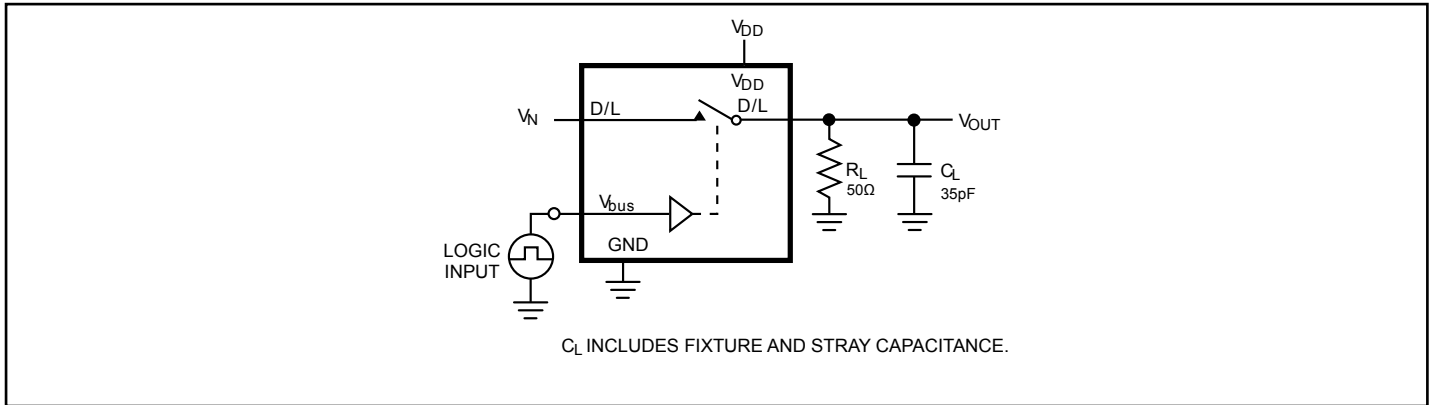 VDD
VDD
VN
D/L
D/L
VOUT
RL
50Ω
CL
35pF
Vbus
GND
LOGIC
INPUT
CL INCLUDES FIXTURE AND STRAY CAPACITANCE.